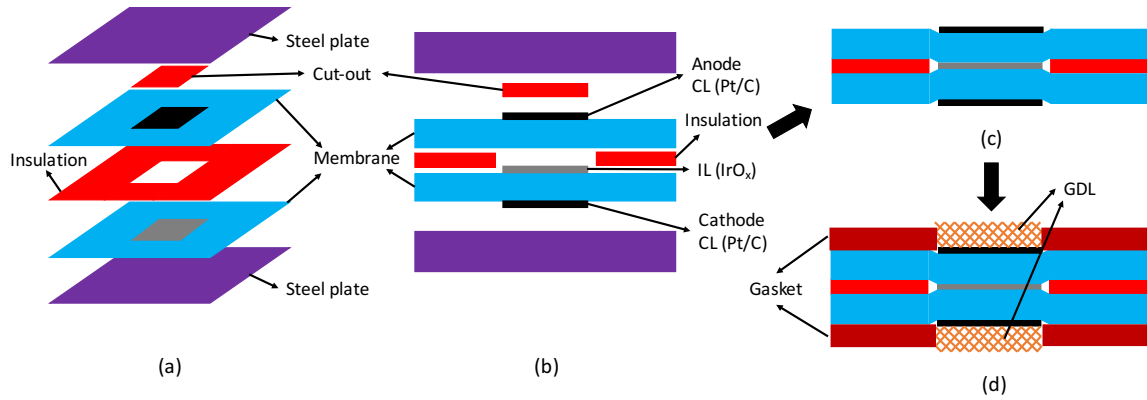 Steel plate
Cut-out
Insulation
Membrane
Steel plate
(a)
Anode
CL (Pt/C)
Insulation
IL (IrOₓ)
Cathode
CL (Pt/C)
(b)
(c)
GDL
Gasket
(d)